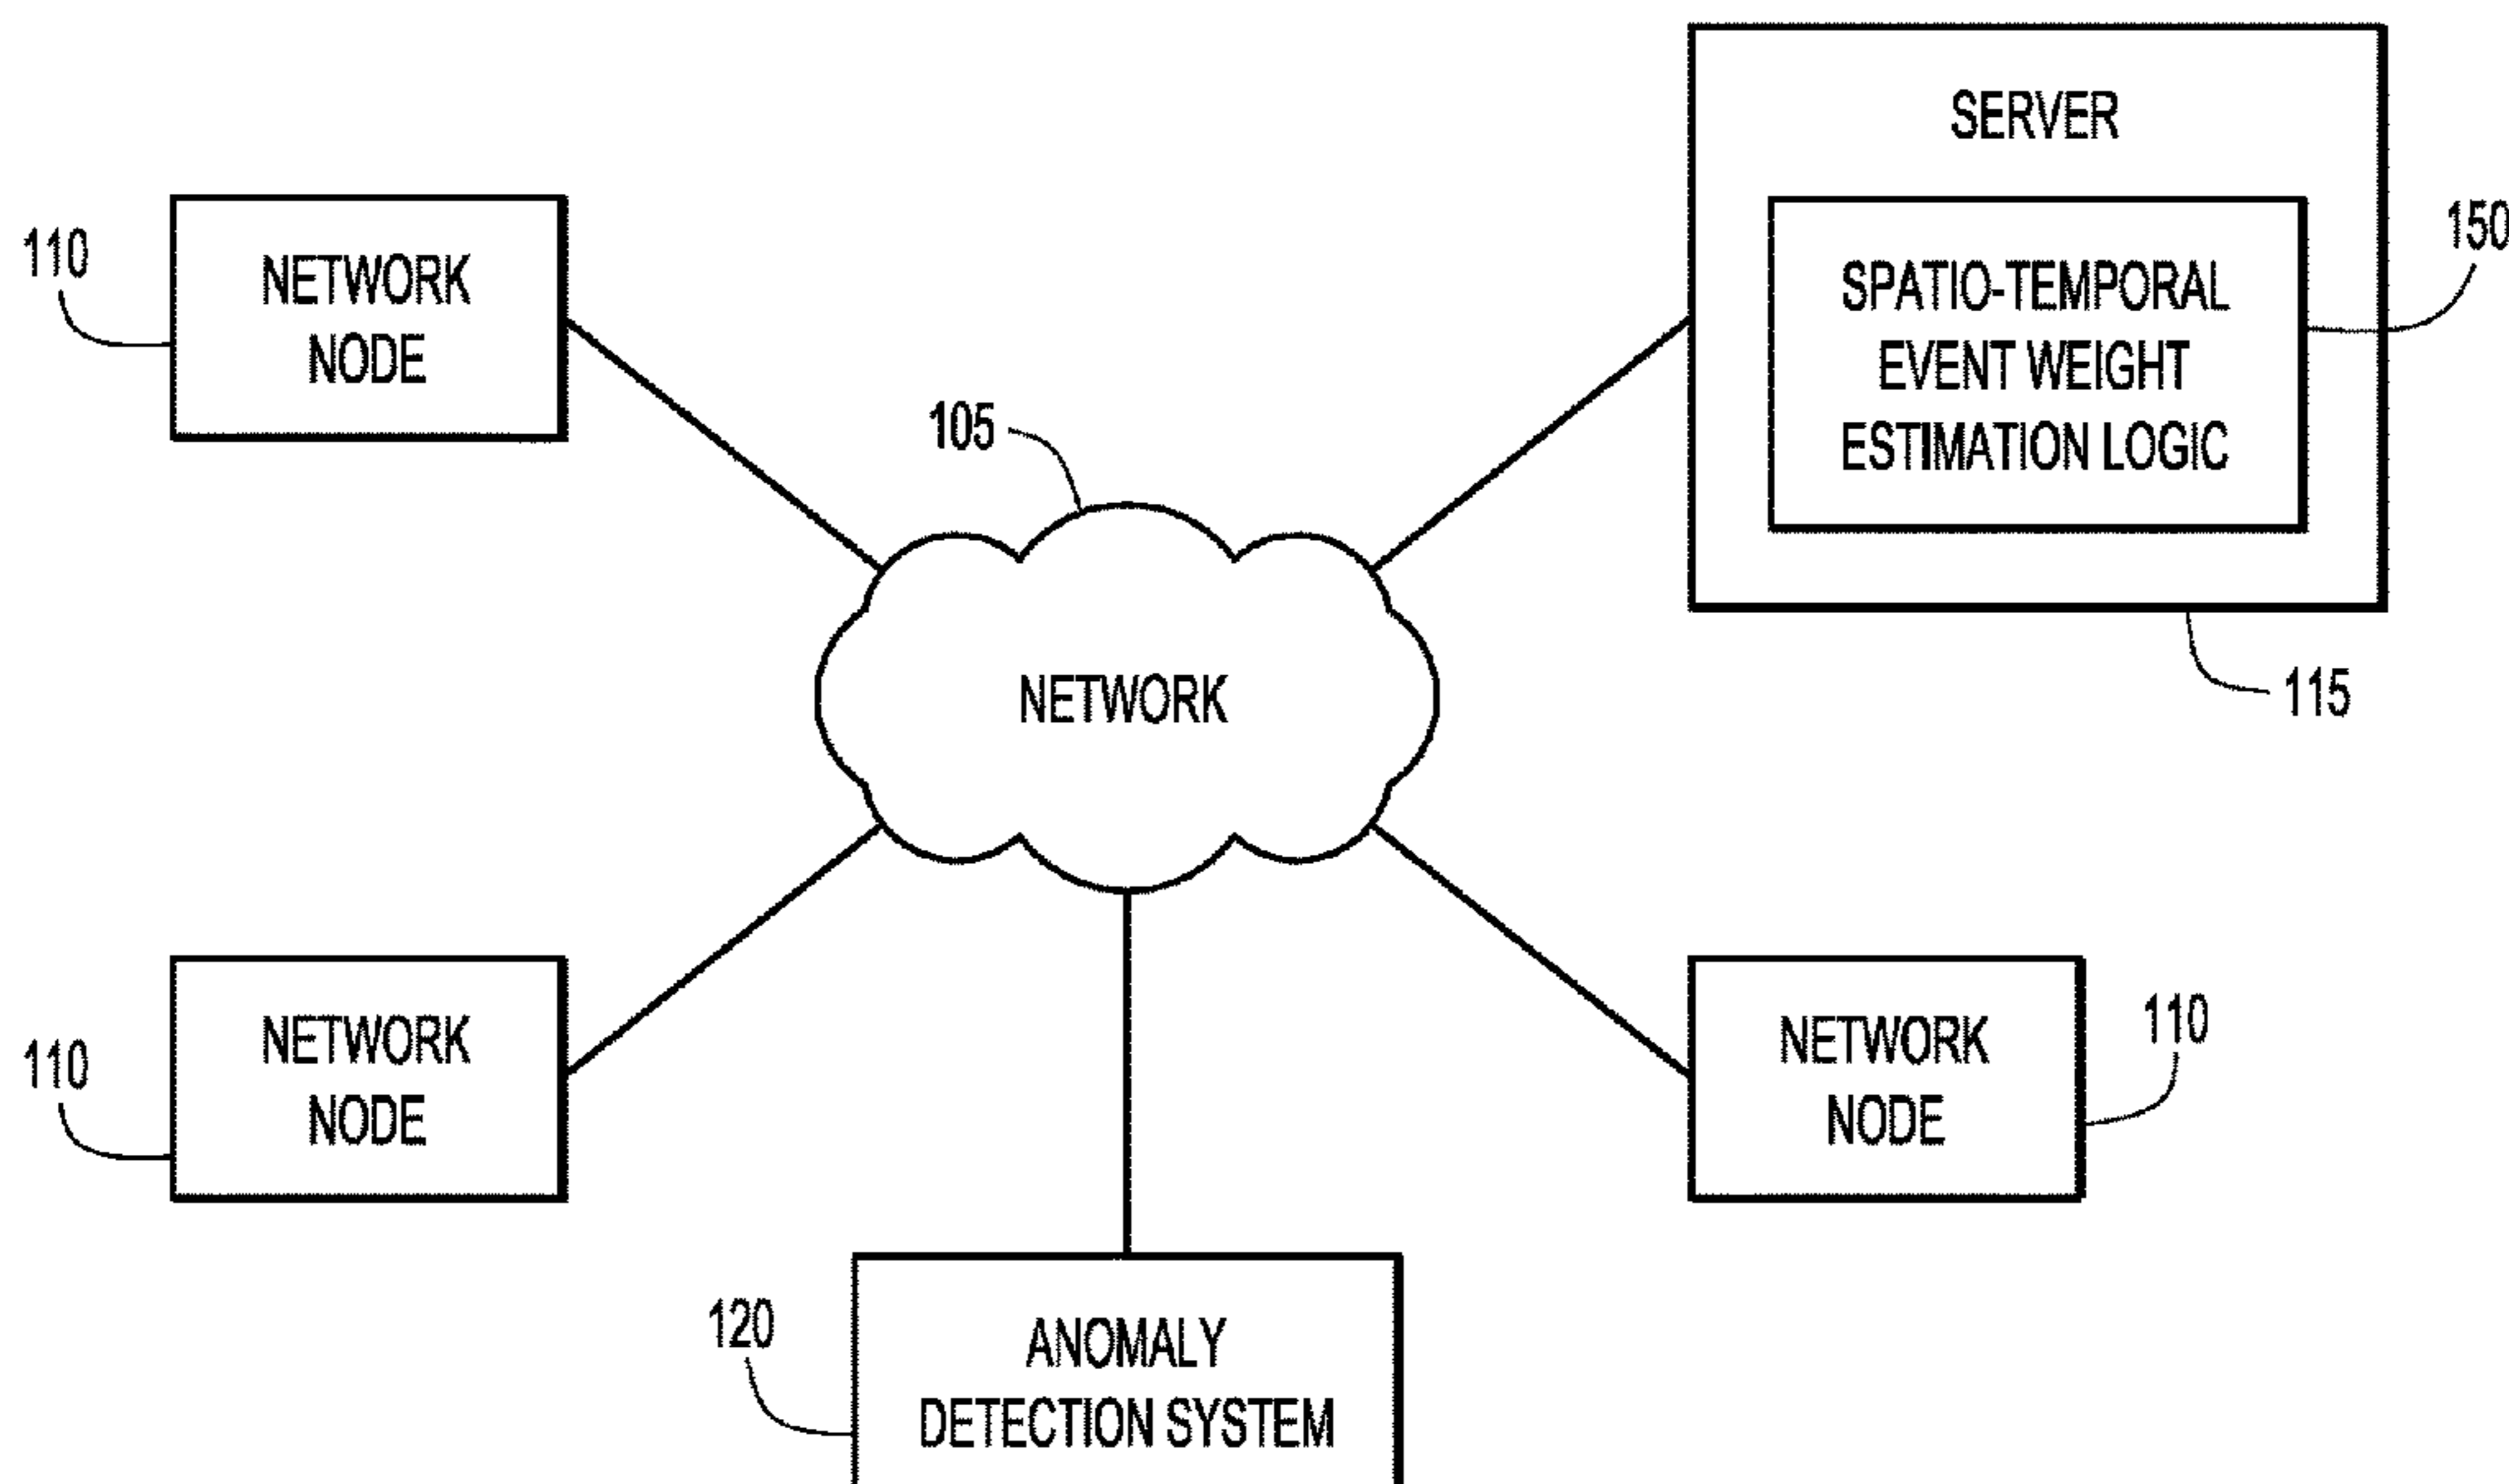 SERVER
110
NETWORK
NODE
150
SPATIO-TEMPORAL
EVENT WEIGHT
ESTIMATION LOGIC
105
NETWORK
115
110
NETWORK
NODE
NETWORK
NODE
110
120
ANOMALY
DETECTION SYSTEM